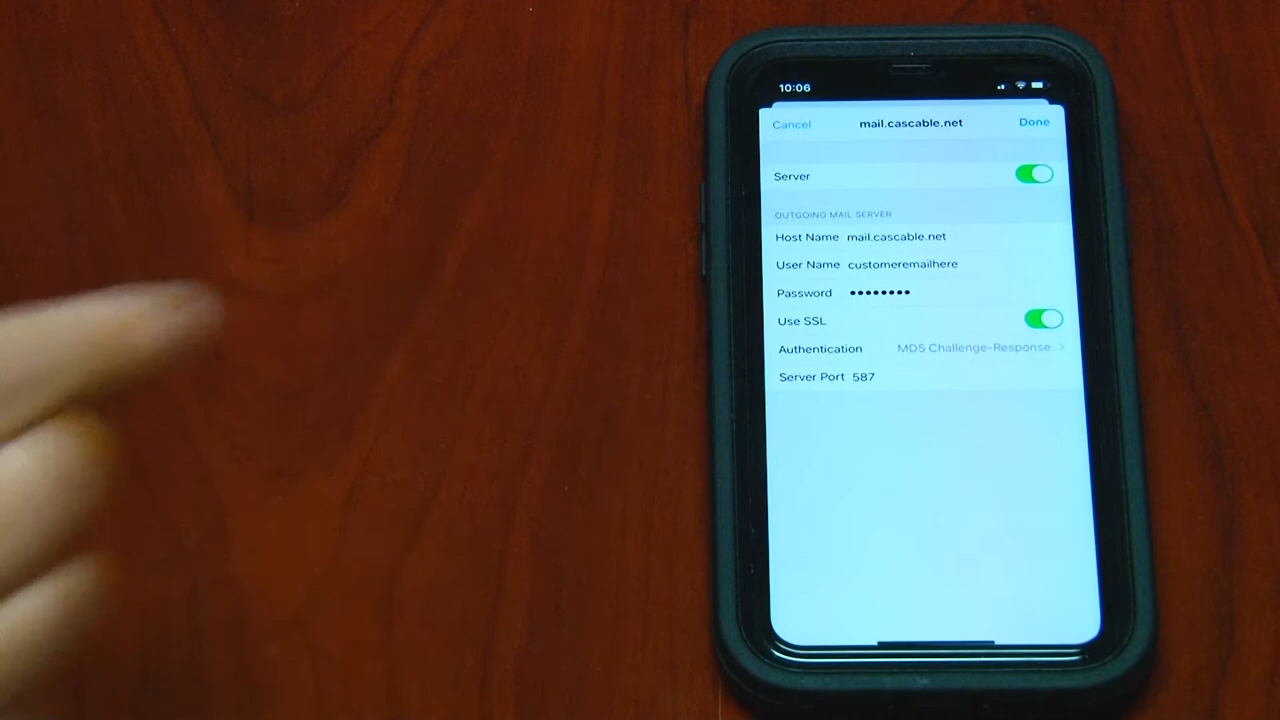 10:06
Cancel mail.cascable.net Done
Server
OUTGOING MAIL SERVER
Host Name mail.cascable.net
User Name customeremailhere
Password ••••••••
Use SSL
Authentication MD5 Challenge-Response >
Server Port 587